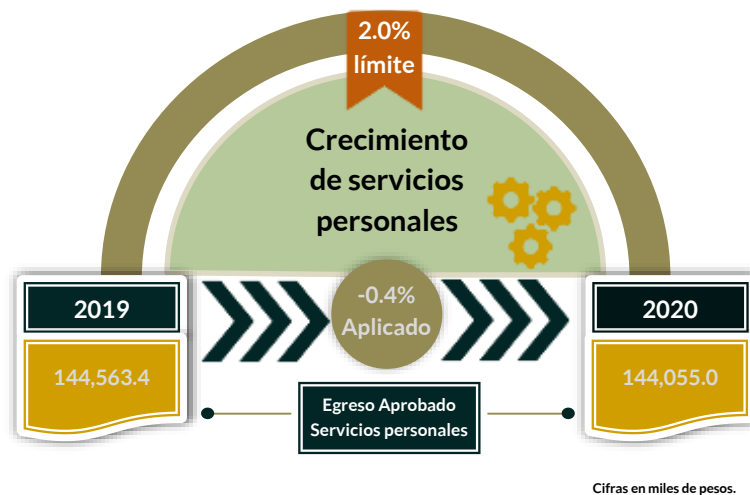 2.0%
límite
Crecimiento
de servicios
personales
2019
-0.4%
Aplicado
2020
144,563.4
144,055.0
Egreso Aprobado
Servicios personales
Cifras en miles de pesos.